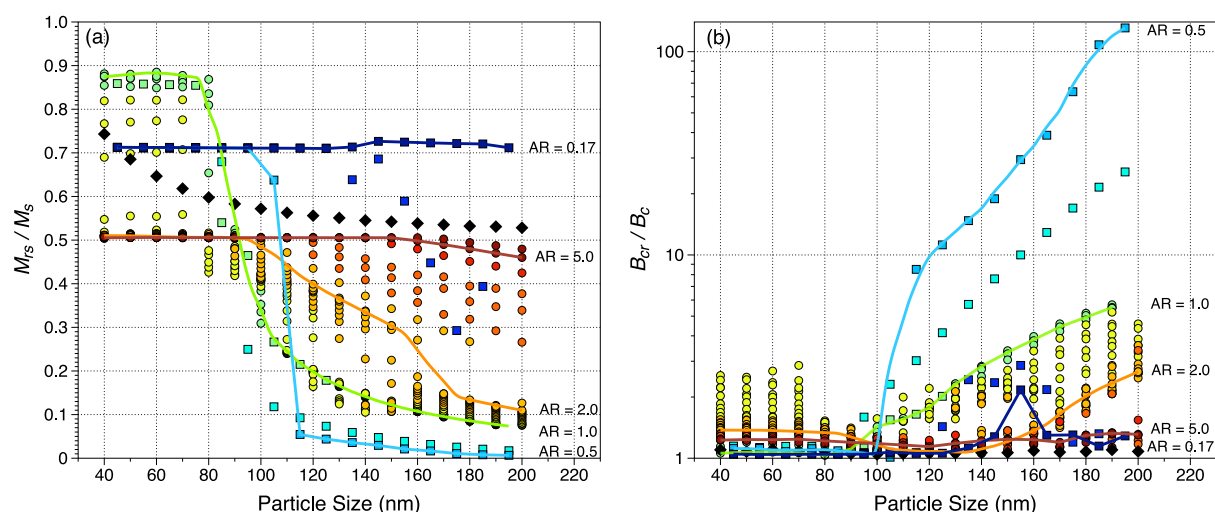 (a)
1.0
0.9
0.8
0.7
0.6
0.5
0.4
0.3
0.2
0.1
0
M_rs / M_s
AR = 0.17
AR = 5.0
AR = 2.0
AR = 1.0
AR = 0.5
40 60 80 100 120 140 160 180 200 220
Particle Size (nm)
(b)
100
10
1
B_cr / B_c
AR = 0.5
AR = 1.0
AR = 2.0
AR = 5.0
AR = 0.17
40 60 80 100 120 140 160 180 200 220
Particle Size (nm)